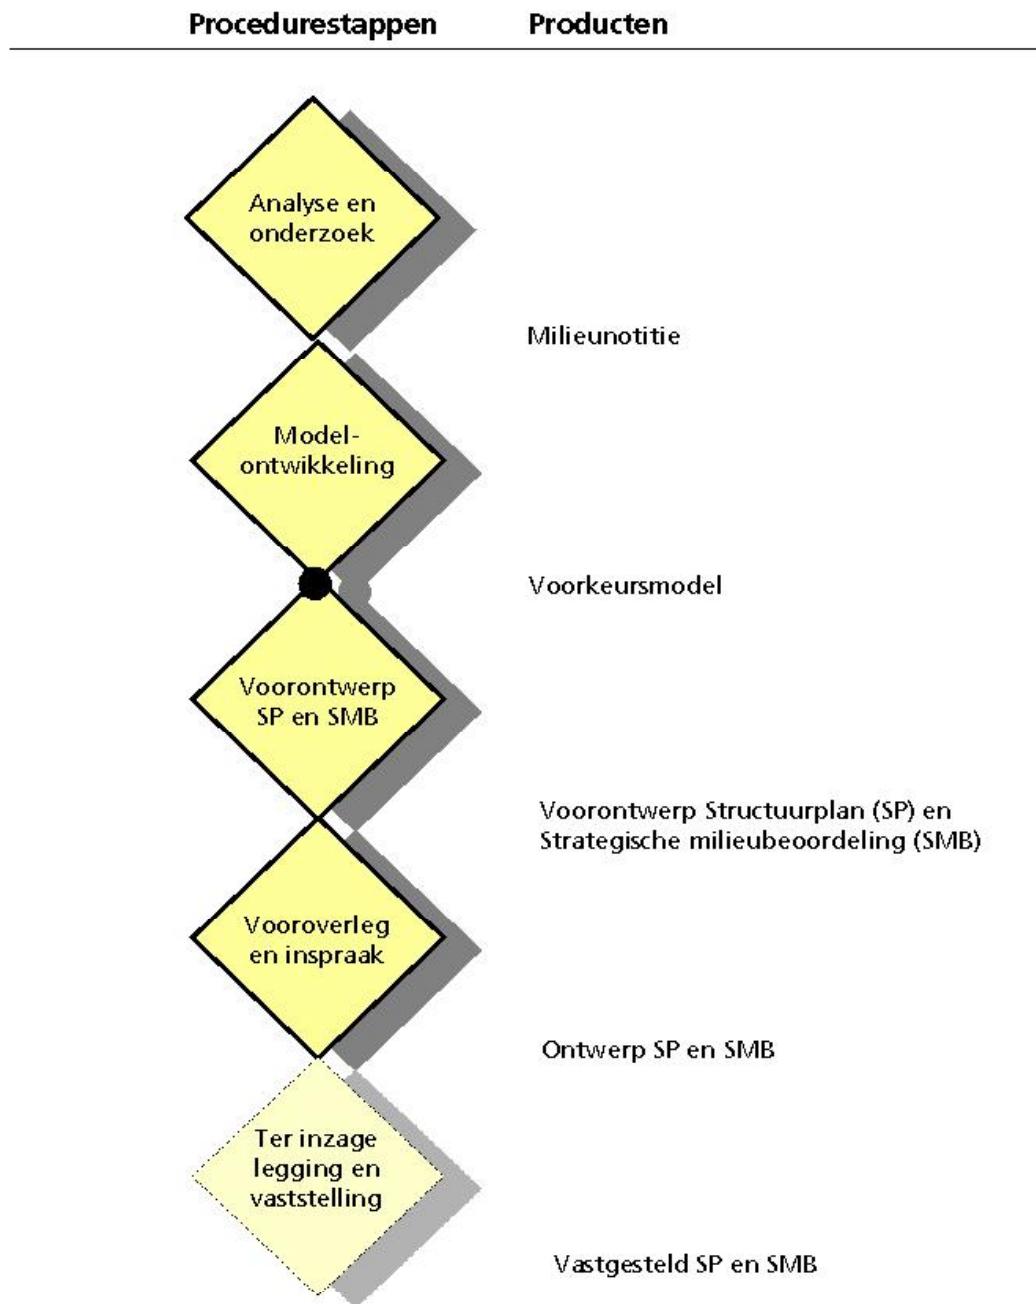 Procedurestappen Producten
Analyse en
onderzoek
Milieunotitie
Model-
ontwikkeling
Voorkeursmodel
Voorontwerp
SP en SMB
Voorontwerp Structuurplan (SP) en
Strategische milieubeoordeling (SMB)
Vooroverleg
en inspraak
Ontwerp SP en SMB
Ter inzage
legging en
vaststelling
Vastgesteld SP en SMB